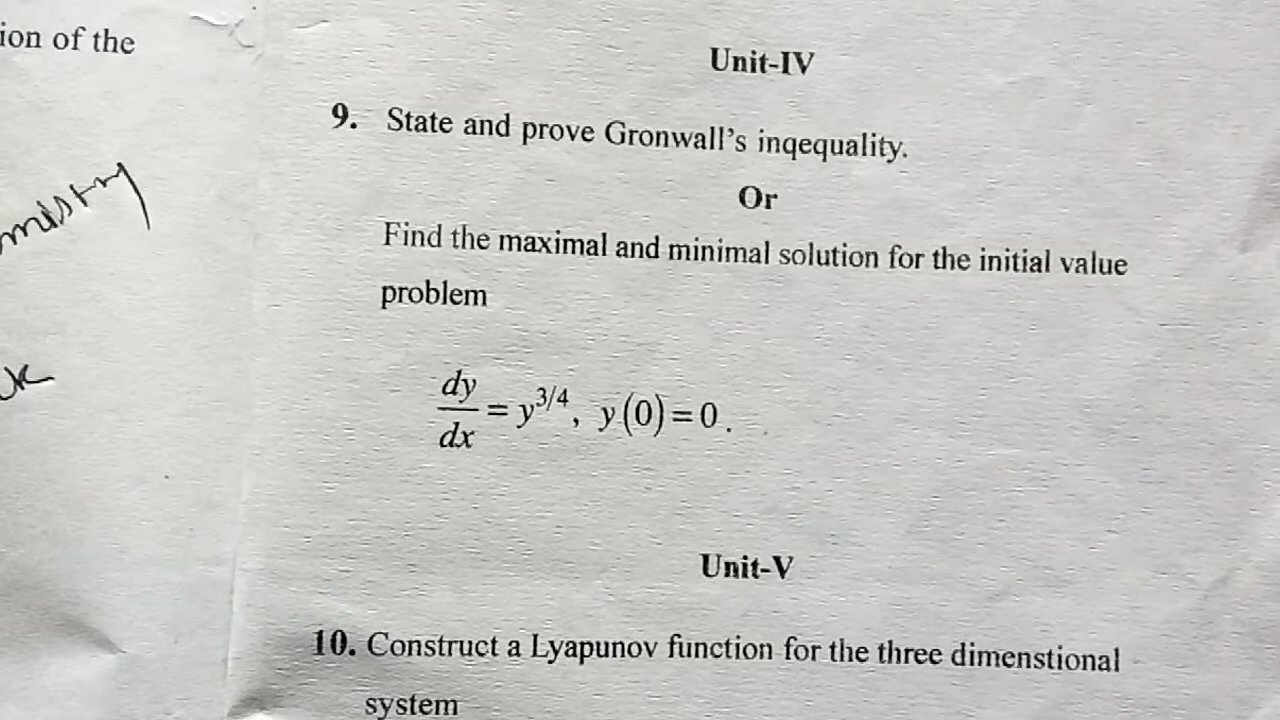 ion of the
Unit-IV
9. State and prove Gronwall's inqequality.
Or
Find the maximal and minimal solution for the initial value
problem
dy/dx = y^{3/4}, y(0) = 0.
Unit-V
10. Construct a Lyapunov function for the three dimenstional
system